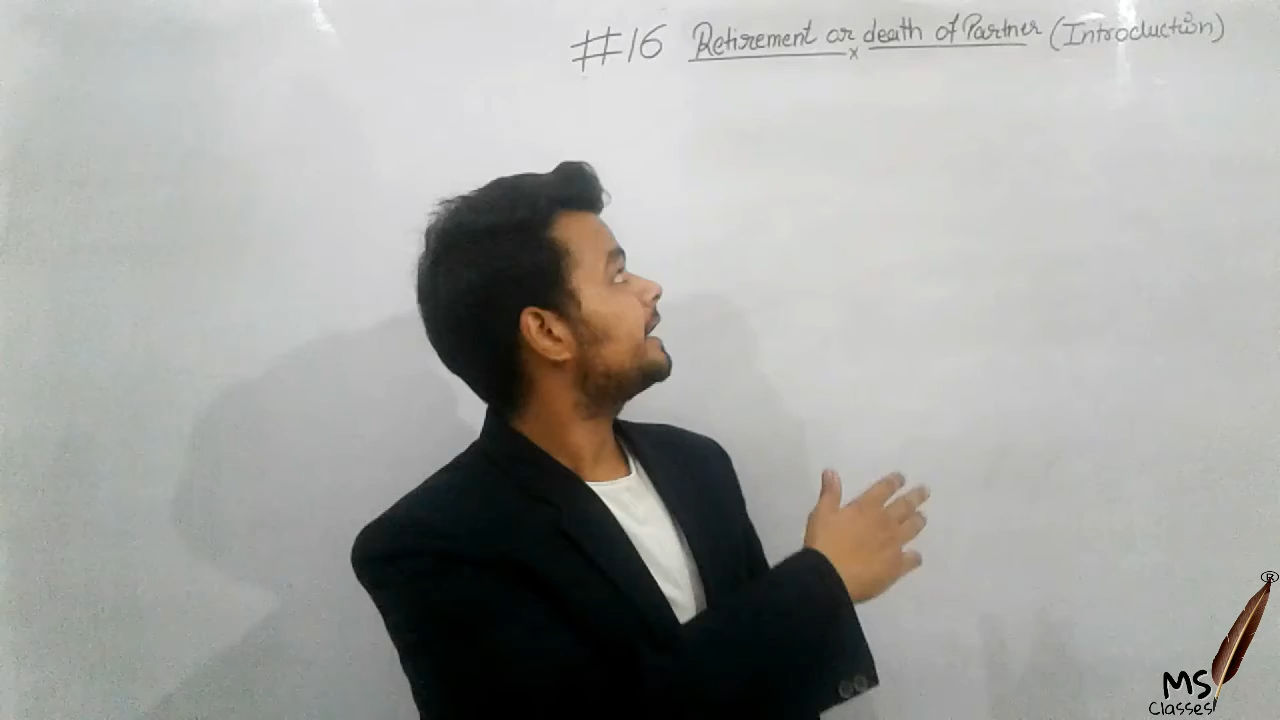 #16 Retirement or death of Partner (Introduction)
x
®
MS
Classes